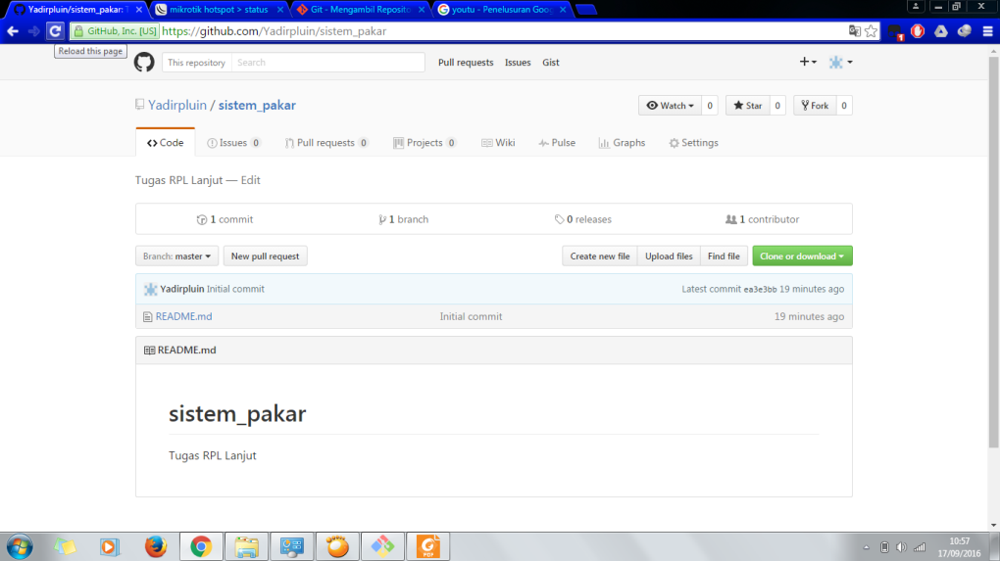 Yadirpluin/sistem_pakar: T
mikrotik hotspot > status
Git - Mengambil Reposito
youtu - Penelusuran Goo
GitHub, Inc. [US] https://github.com/Yadirpluin/sistem_pakar
1
Reload this page
This repository Search Pull requests Issues Gist
Yadirpluin / sistem_pakar Watch 0 Star 0 Fork 0
Code Issues 0 Pull requests 0 Projects 0 Wiki Pulse Graphs Settings
Tugas RPL Lanjut — Edit
1 commit 1 branch 0 releases 1 contributor
Branch: master New pull request Create new file Upload files Find file Clone or download
Yadirpluin Initial commit Latest commit ea3e3bb 19 minutes ago
README.md Initial commit 19 minutes ago
README.md
sistem_pakar
Tugas RPL Lanjut
PDF
10:57
17/09/2016